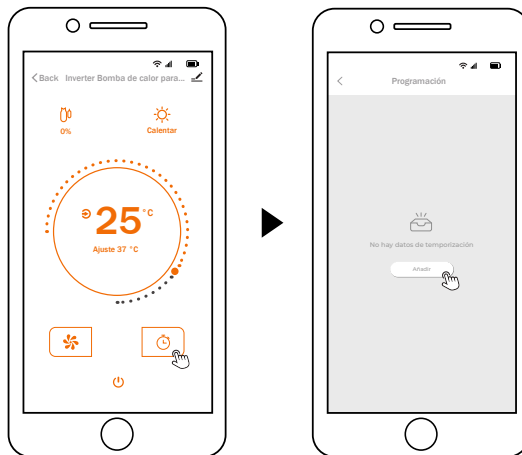 Back Inverter Bomba de calor para...
0%
Calentar
25°C
Ajuste 37 °C
Programación
No hay datos de temporización
Añadir